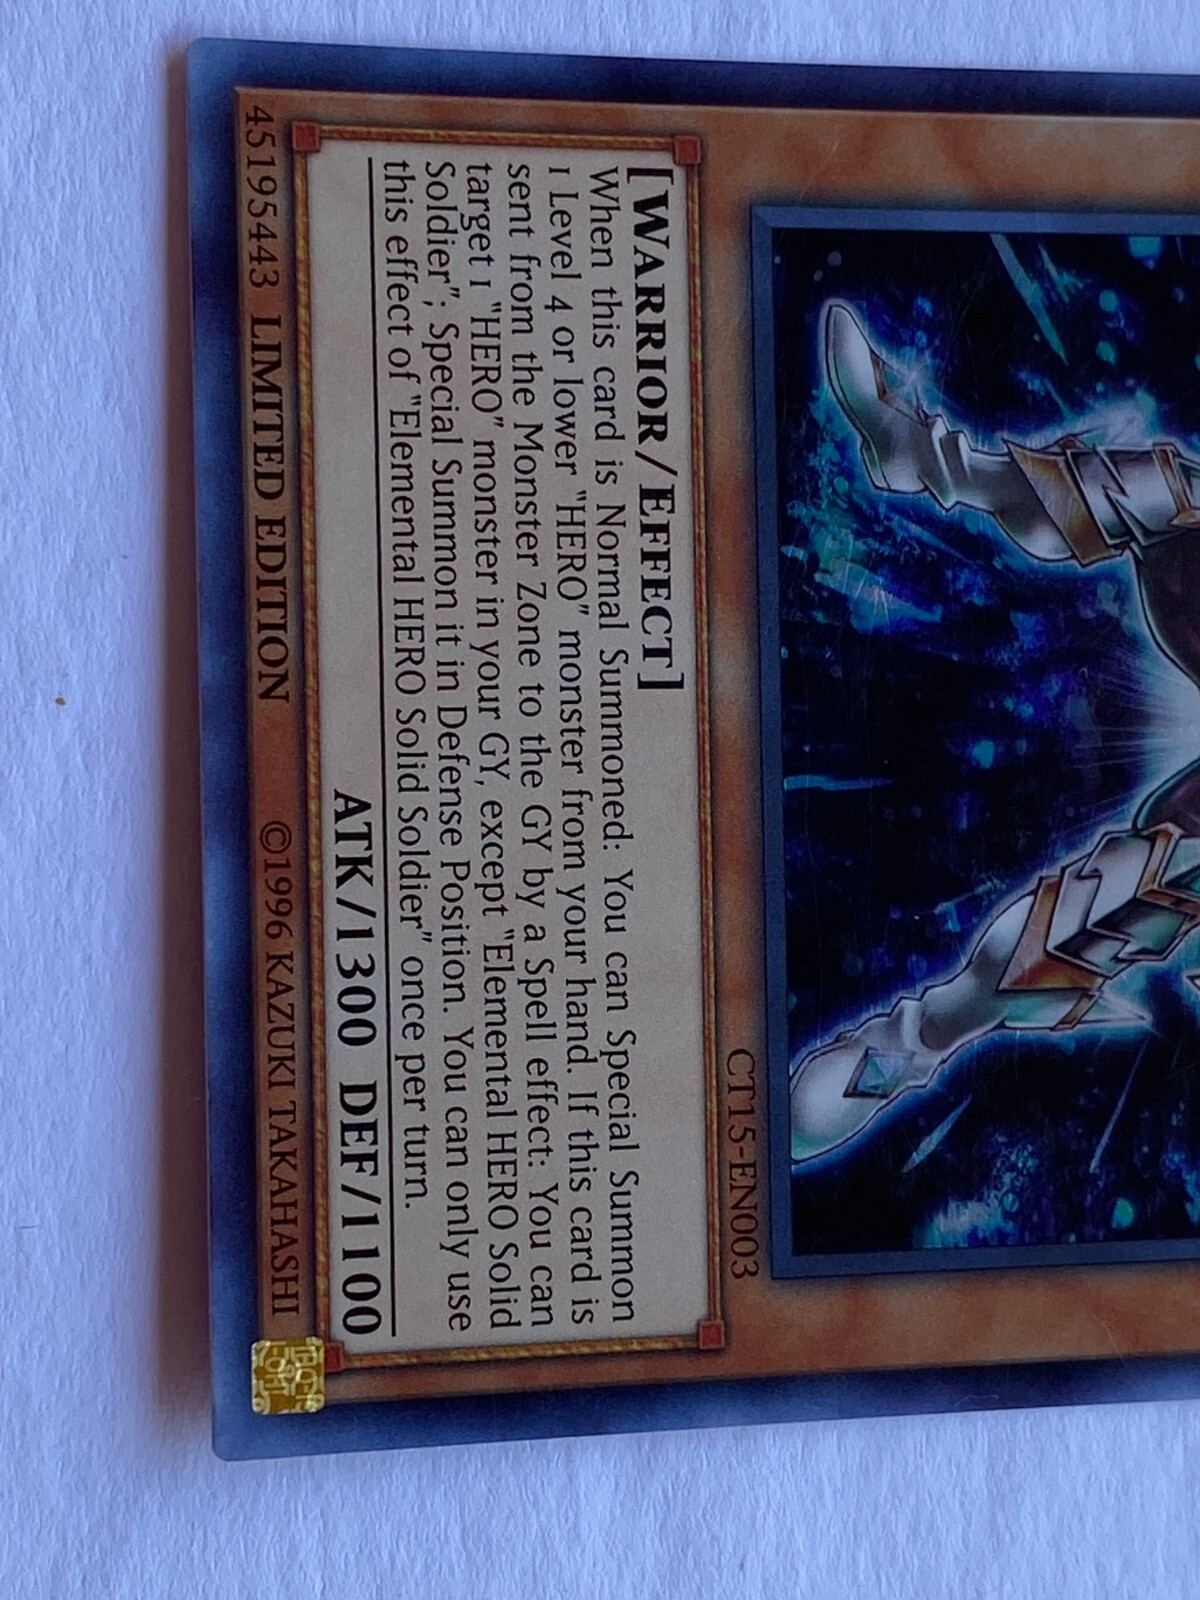 CT15-EN003
[WARRIOR/EFFECT]
When this card is Normal Summoned: You can Special Summon
1 Level 4 or lower "HERO" monster from your hand. If this card is
sent from the Monster Zone to the GY by a Spell effect: You can
target 1 "HERO" monster in your GY, except "Elemental HERO Solid
Soldier"; Special Summon it in Defense Position. You can only use
this effect of "Elemental HERO Solid Soldier" once per turn.
ATK/1300 DEF/1100
45195443 LIMITED EDITION ©1996 KAZUKI TAKAHASHI